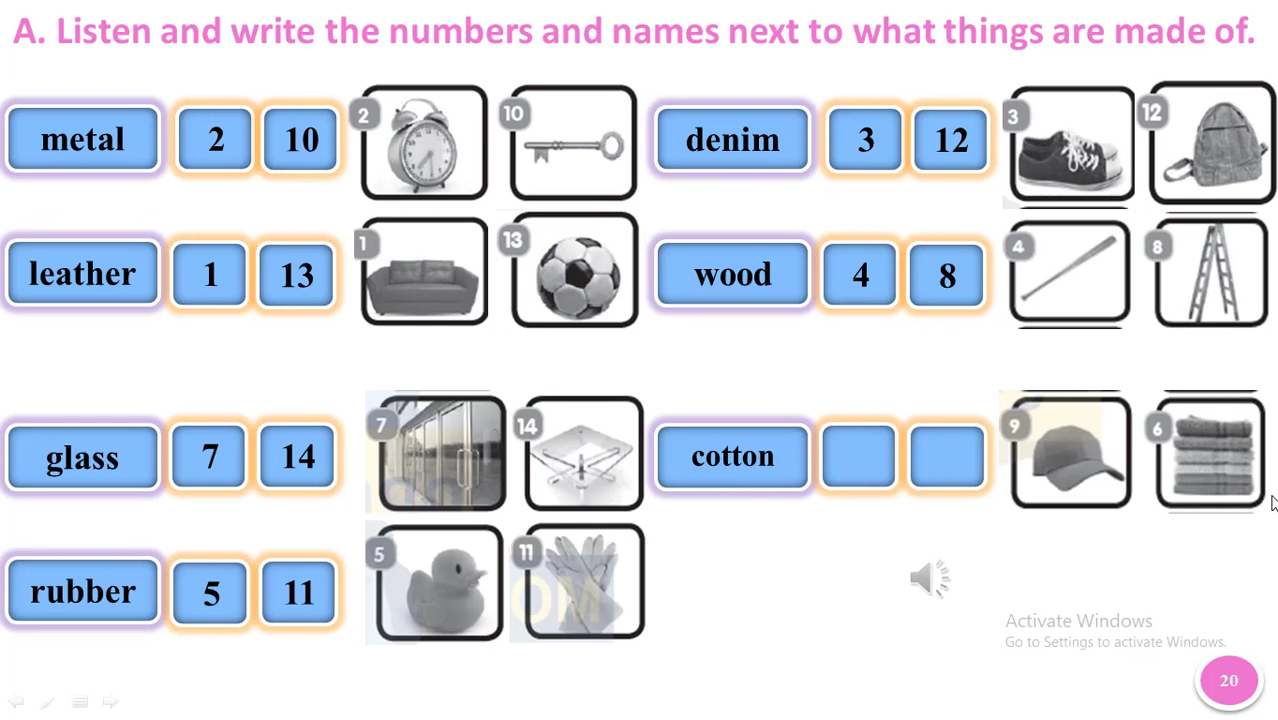 A. Listen and write the numbers and names next to what things are made of.
metal 2 10 2 10 denim 3 12 3 12
leather 1 13 1 13 wood 4 8 4 8
glass 7 14 7 14 cotton 9 6
rubber 5 11 5 11
OM
Activate Windows
Go to Settings to activate Windows.
20